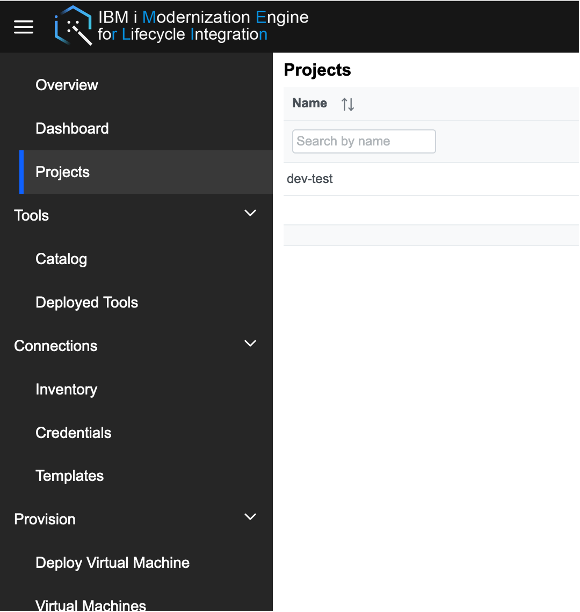 IBM i Modernization Engine
for Lifecycle Integration
Overview
Dashboard
Projects
Tools
Catalog
Deployed Tools
Connections
Inventory
Credentials
Templates
Provision
Deploy Virtual Machine
Virtual Machines
Projects
Name
Search by name
dev-test